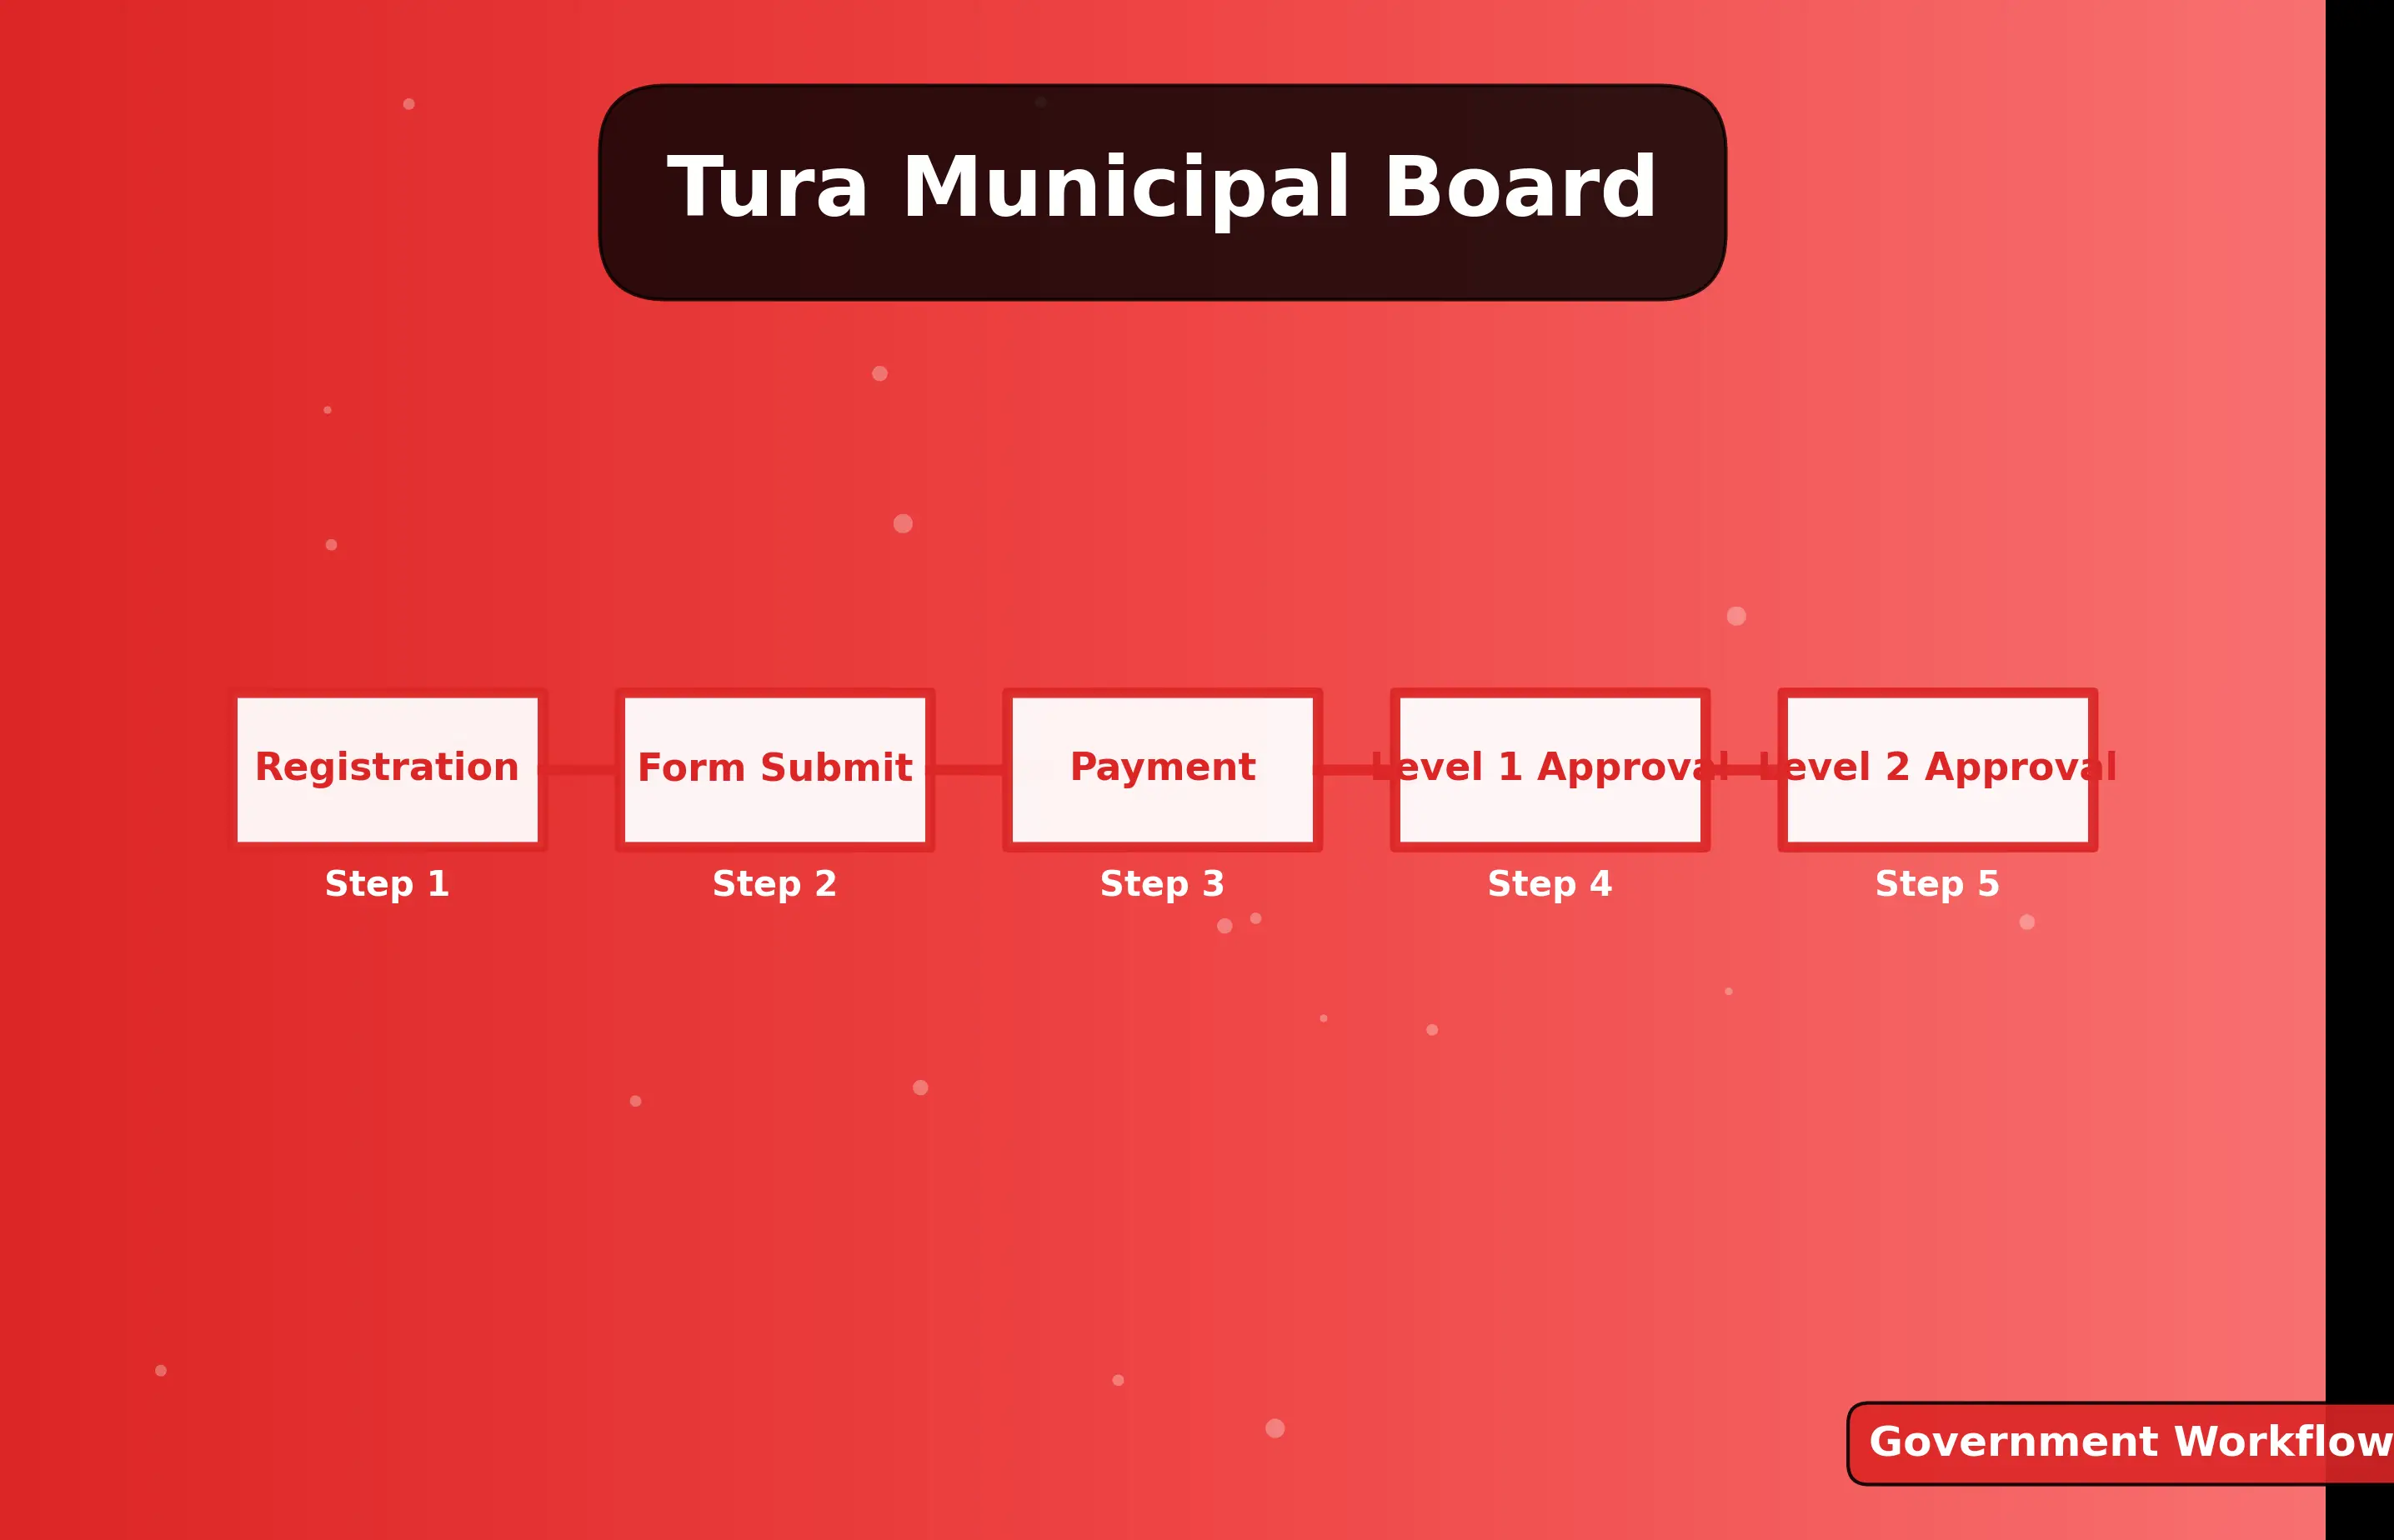 Tura Municipal Board
Registration
Form Submit
Payment
Level 1 Approval
Level 2 Approval
Step 1
Step 2
Step 3
Step 4
Step 5
Government Workflow